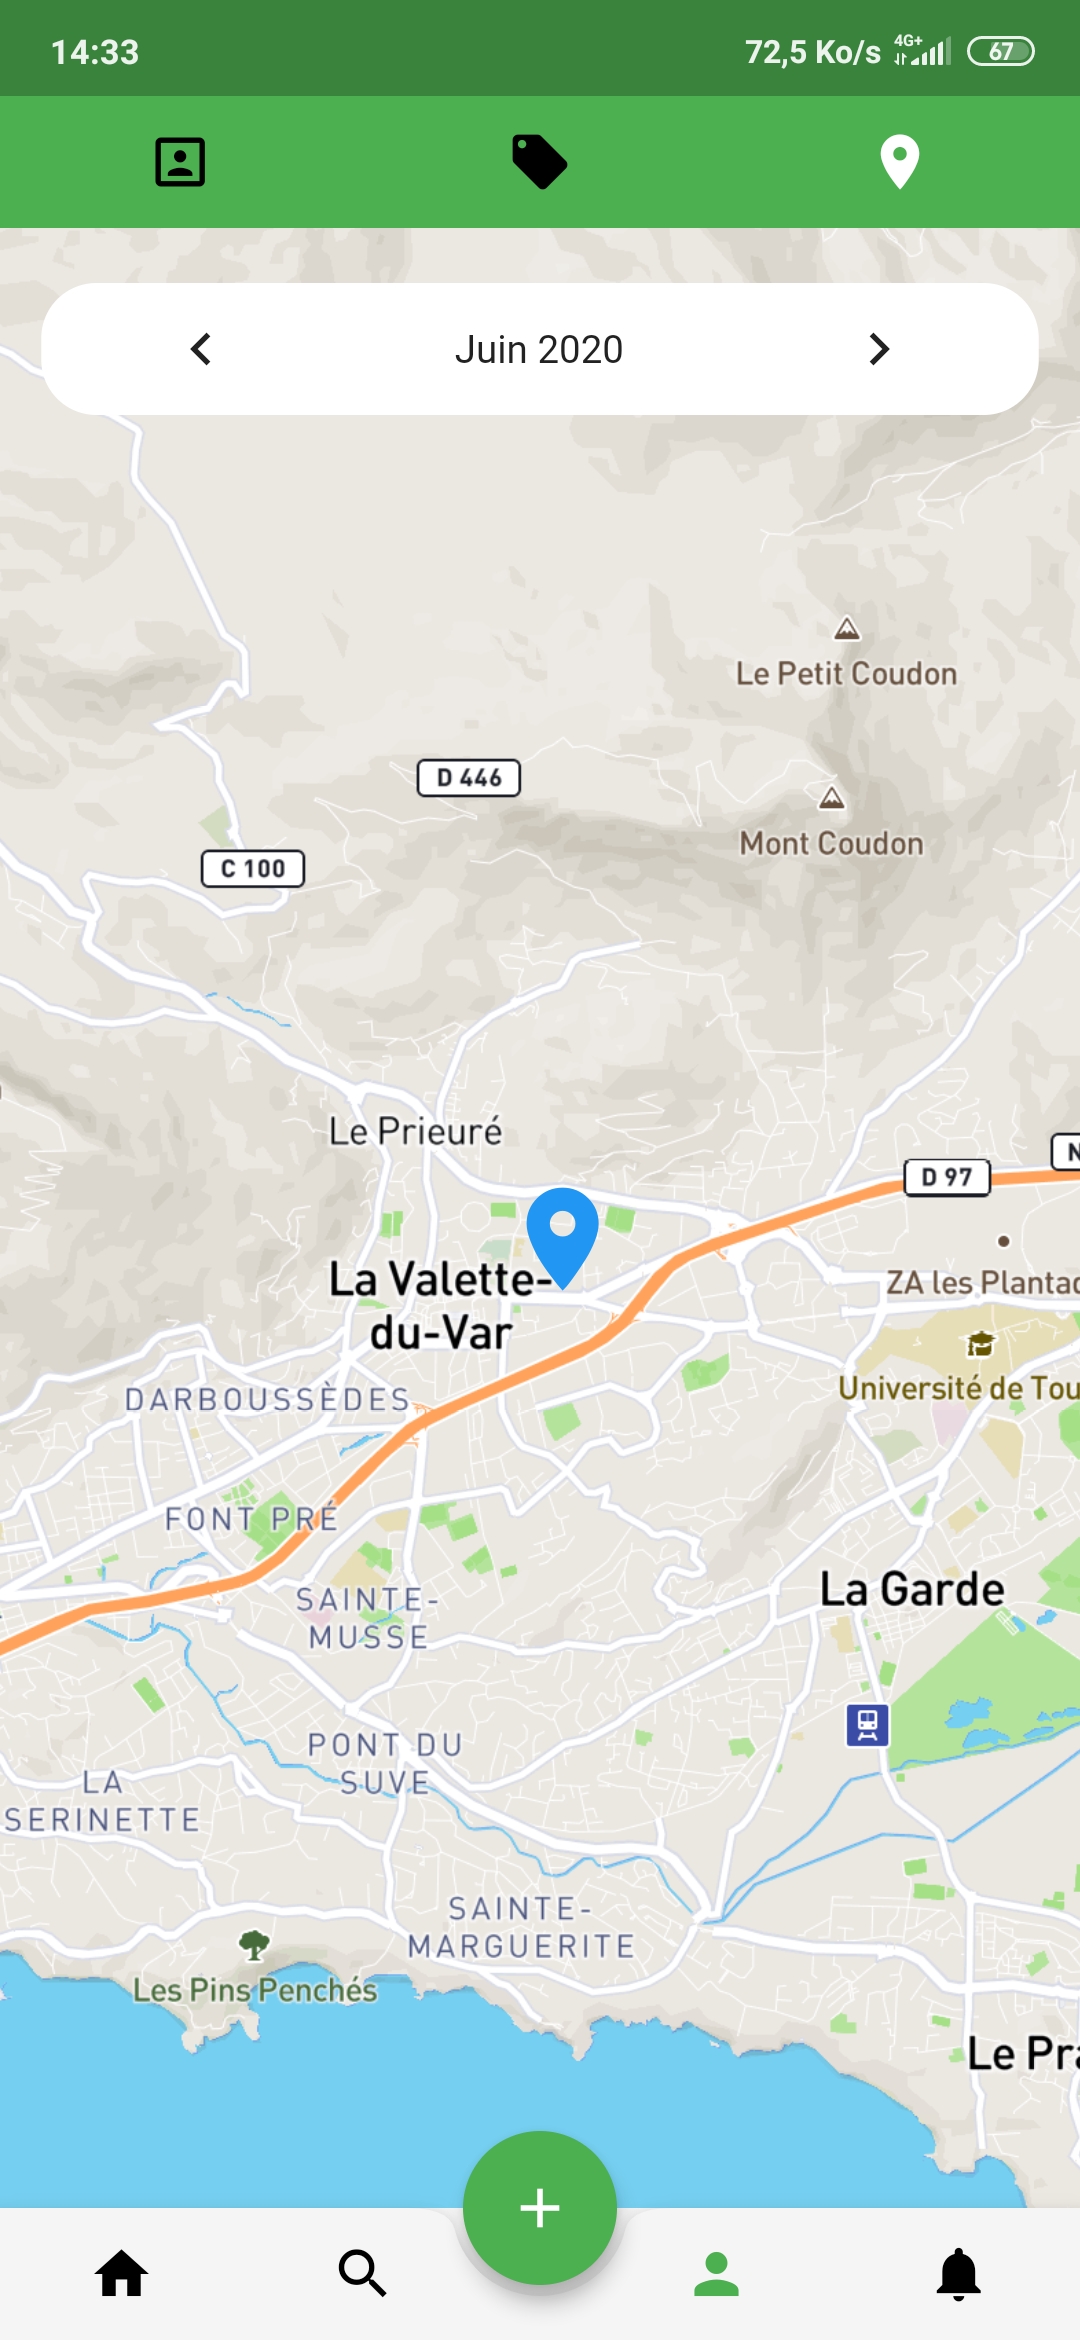 14:33
72,5 Ko/s 4G+ 67
Juin 2020
Le Petit Coudon
D 446
Mont Coudon
C 100
Le Prieuré
N
D 97
La Valette-
du-Var
ZA les Plantac
Université de Tou
DARBOUSSÈDES
FONT PRÉ
La Garde
SAINTE-
MUSSE
PONT DU
SUVE
LA
SERINETTE
SAINTE-
MARGUERITE
Les Pins Penchés
Le Pra